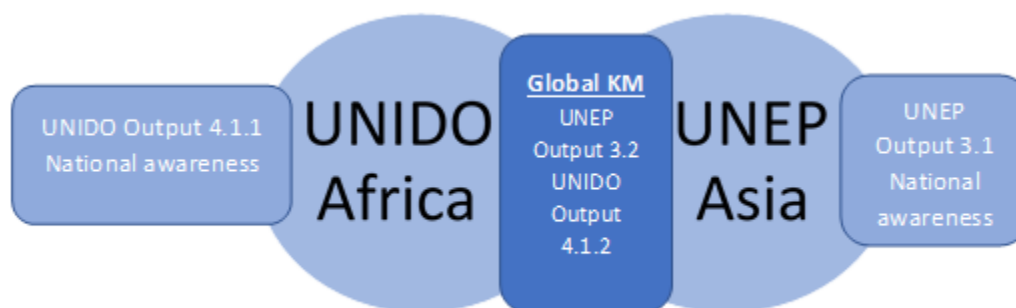 UNIDO Output 4.1.1
National awareness
UNIDO
Africa
Global KM
UNEP
Output 3.2
UNIDO
Output
4.1.2
UNEP
Asia
UNEP
Output 3.1
National
awareness